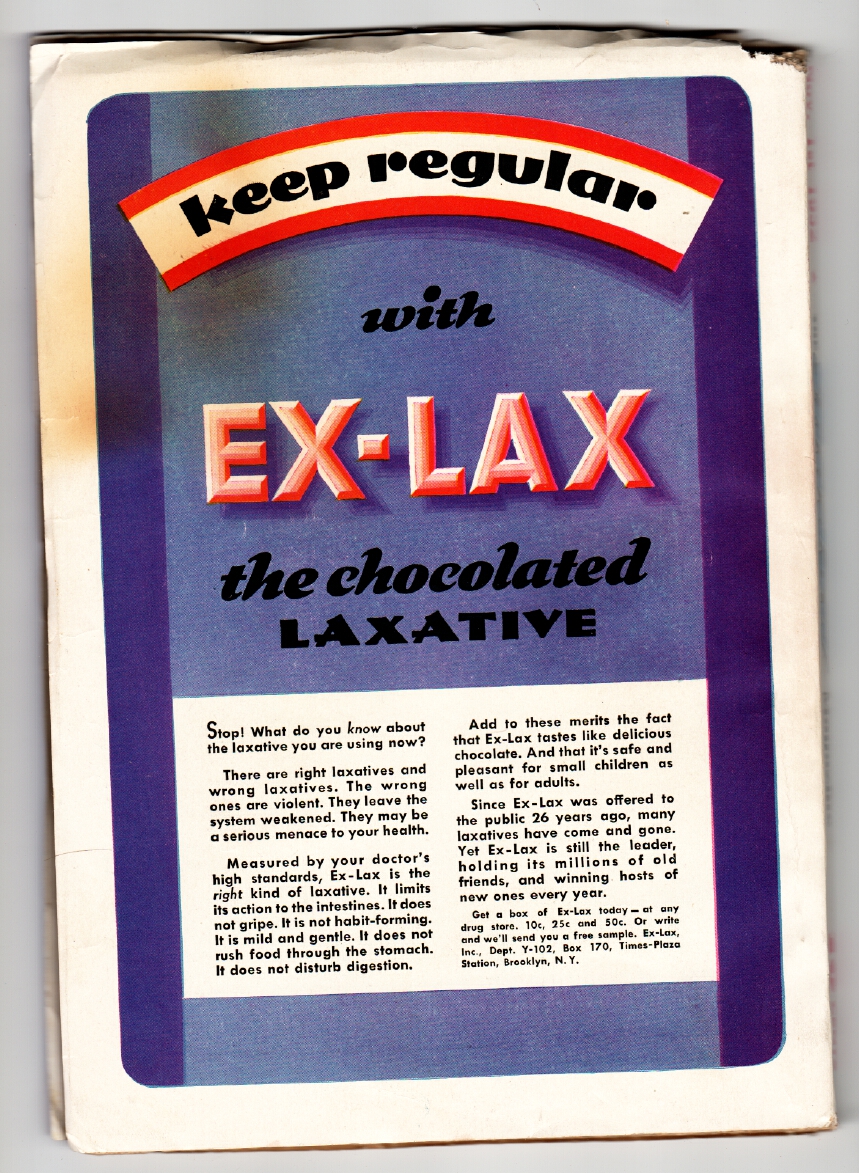 keep regular
with
EX-LAX
the chocolated
LAXATIVE
Stop! What do you know about
the laxative you are using now?
There are right laxatives and
wrong laxatives. The wrong
ones are violent. They leave the
system weakened. They may be
a serious menace to your health.
Measured by your doctor's
high standards, Ex-Lax is the
right kind of laxative. It limits
its action to the intestines. It does
not gripe. It is not habit-forming.
It is mild and gentle. It does not
rush food through the stomach.
It does not disturb digestion.
Add to these merits the fact
that Ex-Lax tastes like delicious
chocolate. And that it's safe and
pleasant for small children as
well as for adults.
Since Ex-Lax was offered to
the public 26 years ago, many
laxatives have come and gone.
Yet Ex-Lax is still the leader,
holding its millions of old
friends, and winning hosts of
new ones every year.
Get a box of Ex-Lax today—at any
drug store. 10c, 25c and 50c. Or write
and we'll send you a free sample. Ex-Lax,
Inc., Dept. Y-102, Box 170, Times-Plaza
Station, Brooklyn, N. Y.